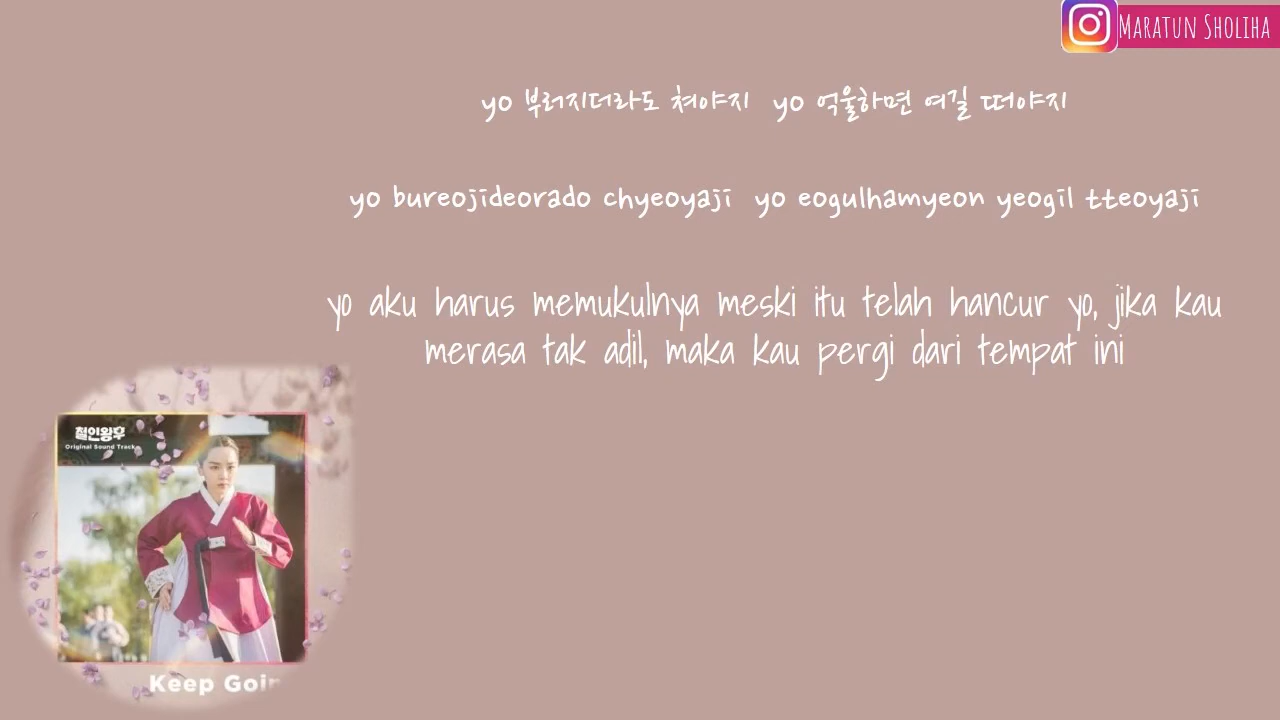 Maratun Sholiha
yo 부러지더라도 쳐야지 yo 억울하면 여길 떠야지
yo bureojideorado chyeoyaji yo eogulhamyeon yeogil tteoyaji
yo aku harus memukulnya meski itu telah hancur yo, jika kau
merasa tak adil, maka kau pergi dari tempat ini
철인왕후
Original Sound Track
Keep Goin